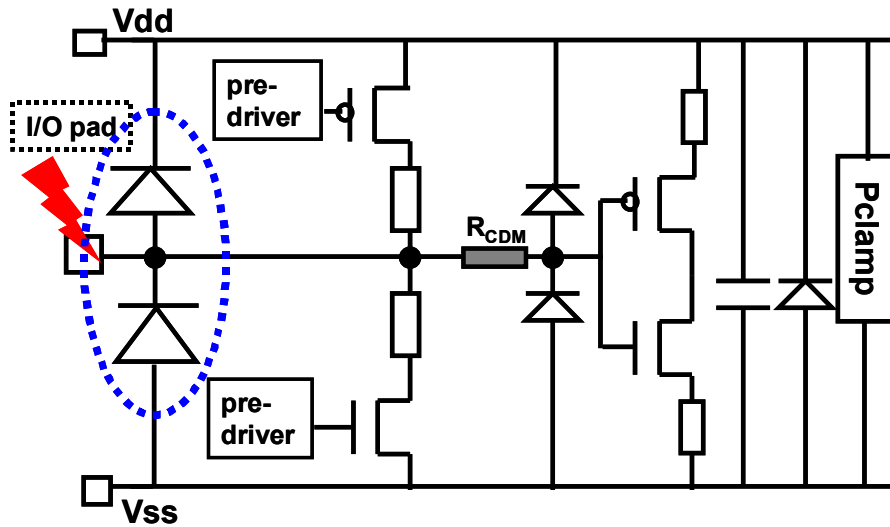 Vdd
pre-
driver
I/O pad
RCDM
Pclamp
pre-
driver
Vss